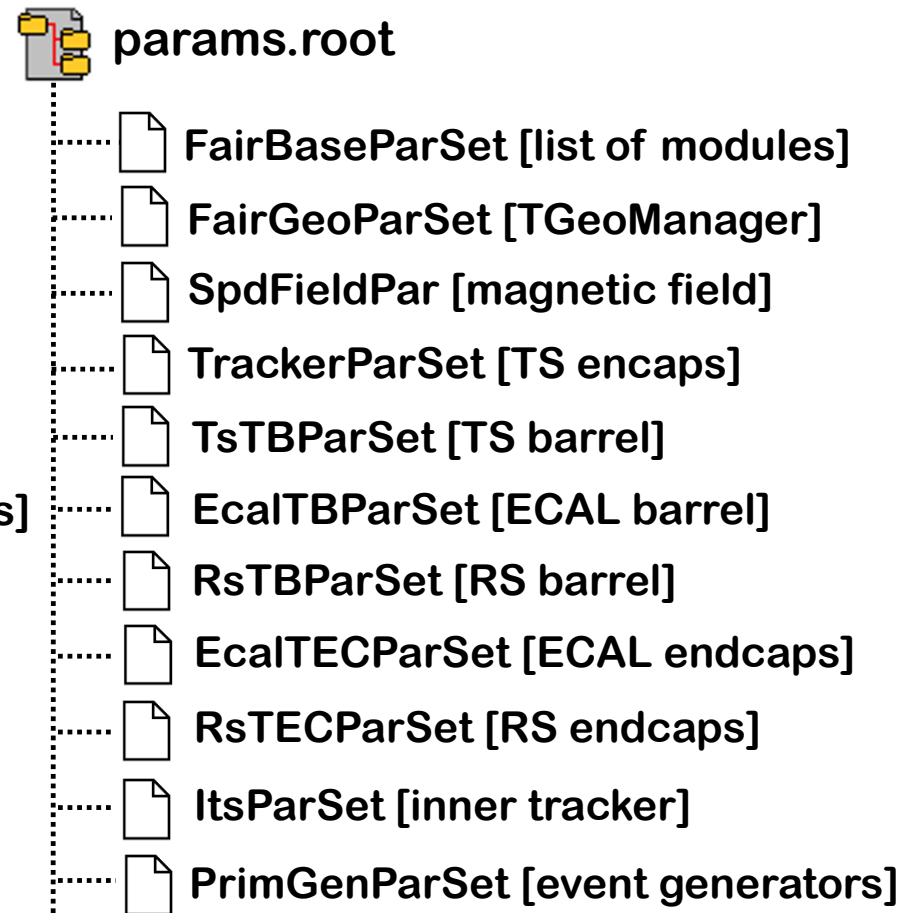 params.root
FairBaseParSet [list of modules]
FairGeoParSet [TGeoManager]
SpdFieldPar [magnetic field]
TrackerParSet [TS encaps]
TsTBParSet [TS barrel]
s] EcalTBParSet [ECAL barrel]
RsTBParSet [RS barrel]
EcalTECParSet [ECAL endcaps]
RsTECParSet [RS endcaps]
ItsParSet [inner tracker]
PrimGenParSet [event generators]